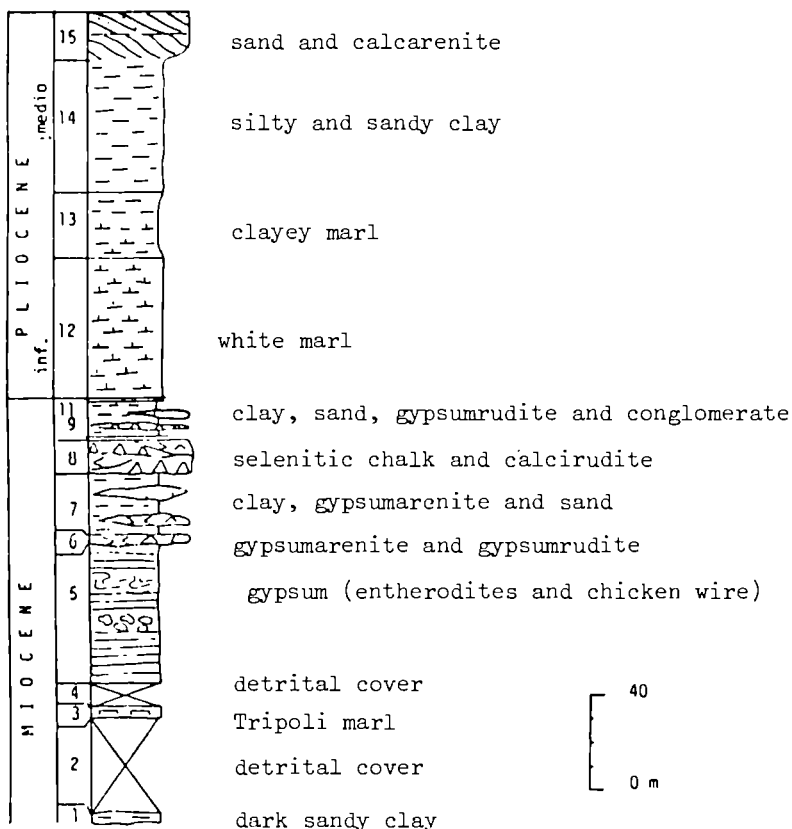 15 sand and calcarenite
PLIOCENE
medio
14 silty and sandy clay
13 clayey marl
12 white marl
inf.
11 clay, sand, gypsumrudite and conglomerate
9
8 selenitic chalk and calcirudite
7 clay, gypsumarenite and sand
6 gypsumarenite and gypsumrudite
MIOCENE
5 gypsum (entherodites and chicken wire)
4 detrital cover
3 Tripoli marl
2 detrital cover
1 dark sandy clay
40
0 m